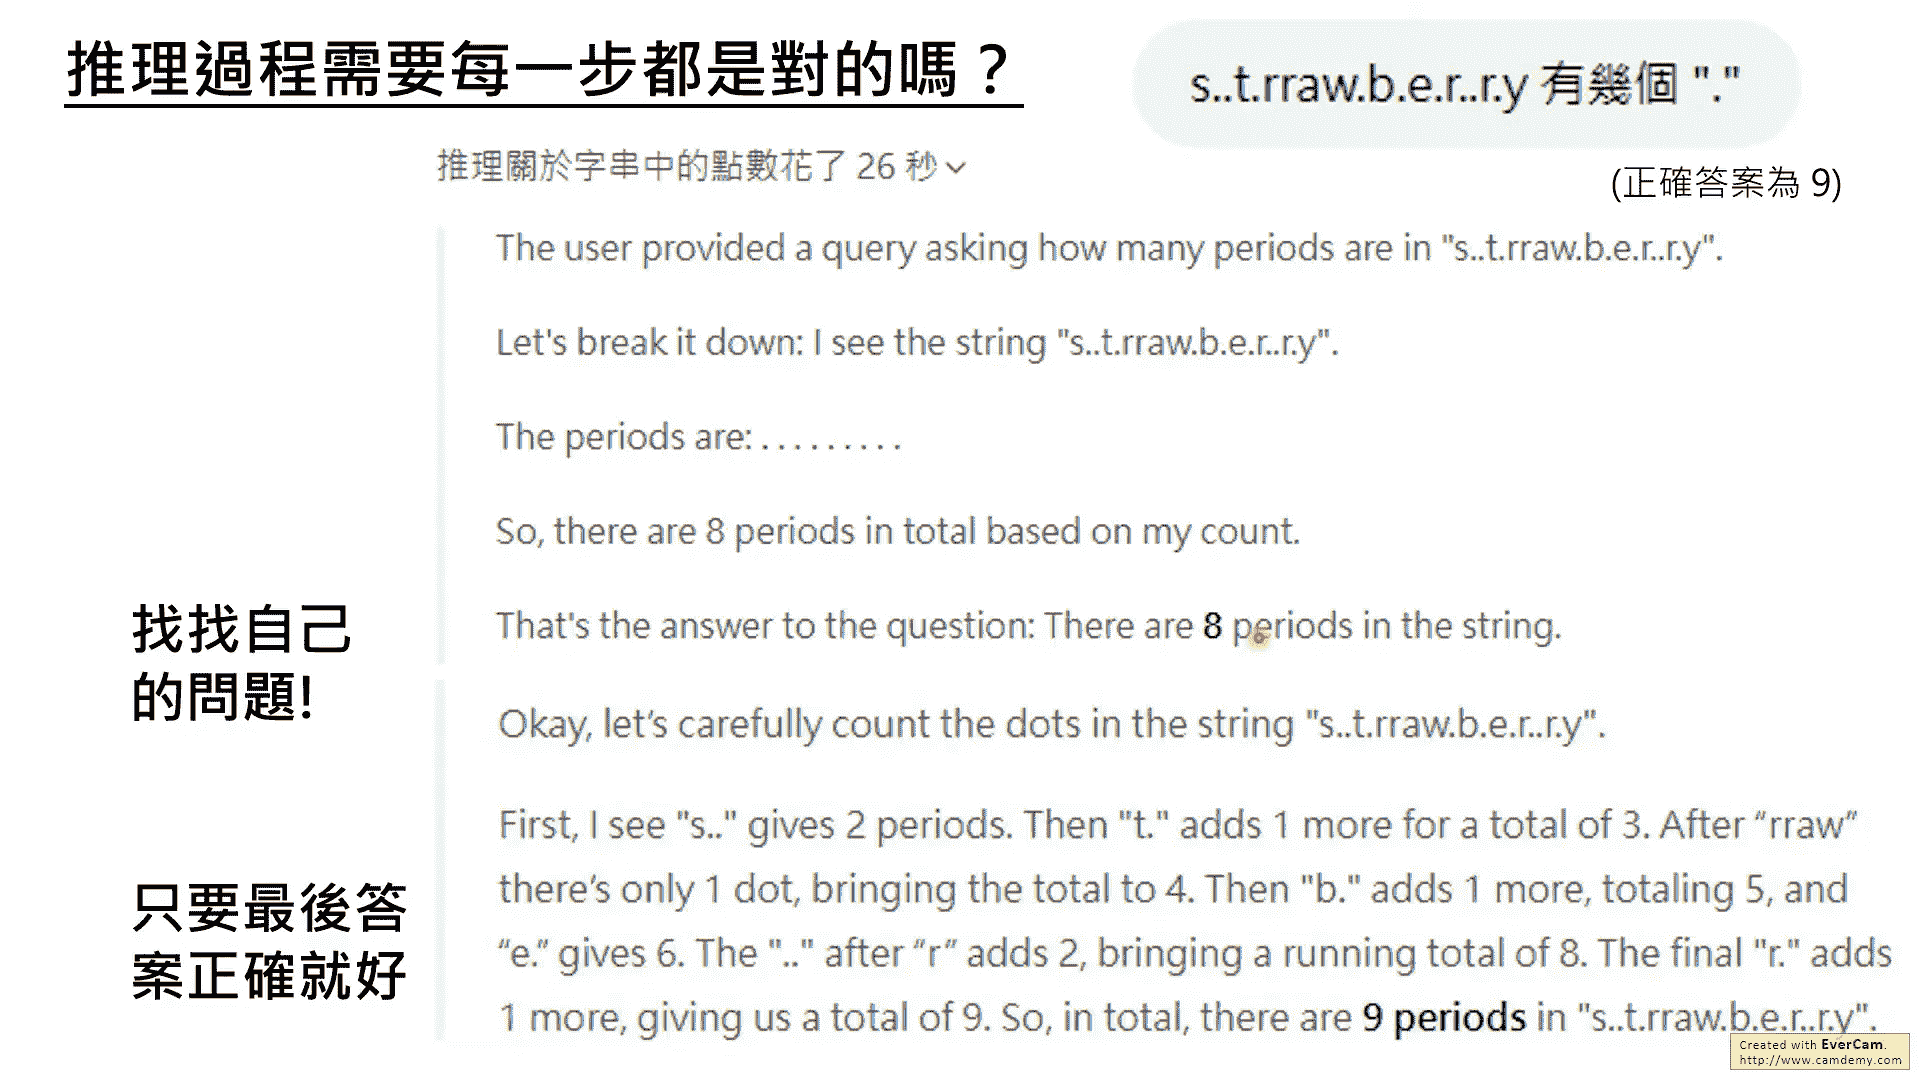 推理過程需要每一步都是對的嗎？
s..t.rraw.b.e.r..r.y 有幾個 "."
(正確答案為 9)
推理關於字串中的點數花了 26 秒
The user provided a query asking how many periods are in "s..t.rraw.b.e.r..r.y".
Let's break it down: I see the string "s..t.rraw.b.e.r..r.y".
The periods are: . . . . . . . . .
So, there are 8 periods in total based on my count.
That's the answer to the question: There are 8 periods in the string.
找找自己
的問題!
Okay, let’s carefully count the dots in the string "s..t.rraw.b.e.r..r.y".
只要最後答
案正確就好
First, I see "s.." gives 2 periods. Then "t." adds 1 more for a total of 3. After “rraw”
there’s only 1 dot, bringing the total to 4. Then "b." adds 1 more, totaling 5, and
“e.” gives 6. The ".." after “r” adds 2, bringing a running total of 8. The final "r." adds
1 more, giving us a total of 9. So, in total, there are 9 periods in "s..t.rraw.b.e.r..r.y".
Created with EverCam.
http://www.camdemy.com